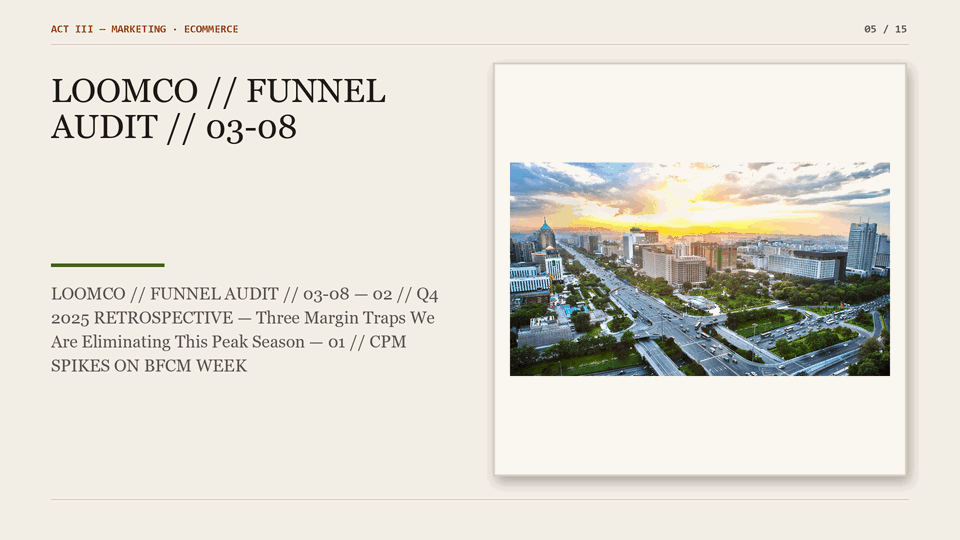 ACT III — MARKETING · ECOMMERCE
05 / 15
LOOMCO // FUNNEL
AUDIT // 03-08
LOOMCO // FUNNEL AUDIT // 03-08 — 02 // Q4
2025 RETROSPECTIVE — Three Margin Traps We
Are Eliminating This Peak Season — 01 // CPM
SPIKES ON BFCM WEEK